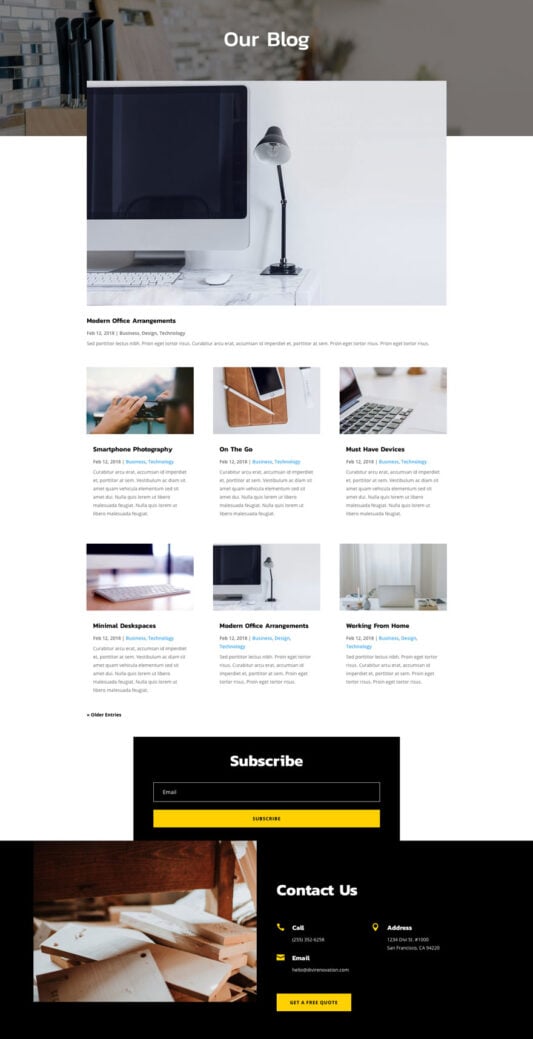 Our Blog
Modern Office Arrangements
Feb 12, 2018 | Business, Design, Technology
Sed porttitor lectus nibh. Proin eget tortor risus. Curabitur arcu erat, accumsan id imperdiet et, porttitor at sem. Proin eget tortor risus. Proin eget tortor risus.
Smartphone Photography
Feb 12, 2018 | Business, Technology
Curabitur arcu erat, accumsan id imperdiet
et, porttitor at sem. Vestibulum ac diam sit
amet quam vehicula elementum sed sit
amet dui. Nulla quis lorem ut libero
malesuada feugiat. Nulla quis lorem ut
libero malesuada feugiat.
On The Go
Feb 12, 2018 | Business, Technology
Curabitur arcu erat, accumsan id imperdiet
et, porttitor at sem. Vestibulum ac diam sit
amet quam vehicula elementum sed sit
amet dui. Nulla quis lorem ut libero
malesuada feugiat. Nulla quis lorem ut
libero malesuada feugiat.
Must Have Devices
Feb 12, 2018 | Business, Technology
Curabitur arcu erat, accumsan id imperdiet
et, porttitor at sem. Vestibulum ac diam sit
amet quam vehicula elementum sed sit
amet dui. Nulla quis lorem ut libero
malesuada feugiat. Nulla quis lorem ut
libero malesuada feugiat.
Minimal Deskspaces
Feb 12, 2018 | Business, Technology
Curabitur arcu erat, accumsan id imperdiet
et, porttitor at sem. Vestibulum ac diam sit
amet quam vehicula elementum sed sit
amet dui. Nulla quis lorem ut libero
malesuada feugiat. Nulla quis lorem ut
libero malesuada feugiat.
Modern Office Arrangements
Feb 12, 2018 | Business, Design,
Technology
Sed porttitor lectus nibh. Proin eget tortor
risus. Curabitur arcu erat, accumsan id
imperdiet et, porttitor at sem. Proin eget
tortor risus. Proin eget tortor risus.
Working From Home
Feb 12, 2018 | Business, Design,
Technology
Sed porttitor lectus nibh. Proin eget tortor
risus. Curabitur arcu erat, accumsan id
imperdiet et, porttitor at sem. Proin eget
tortor risus. Proin eget tortor risus.
« Older Entries
Subscribe
Email
SUBSCRIBE
Contact Us
Call
(255) 352-6258
Address
1234 Divi St. #1000
San Francisco, CA 94220
Email
hello@divirenovation.com
GET A FREE QUOTE